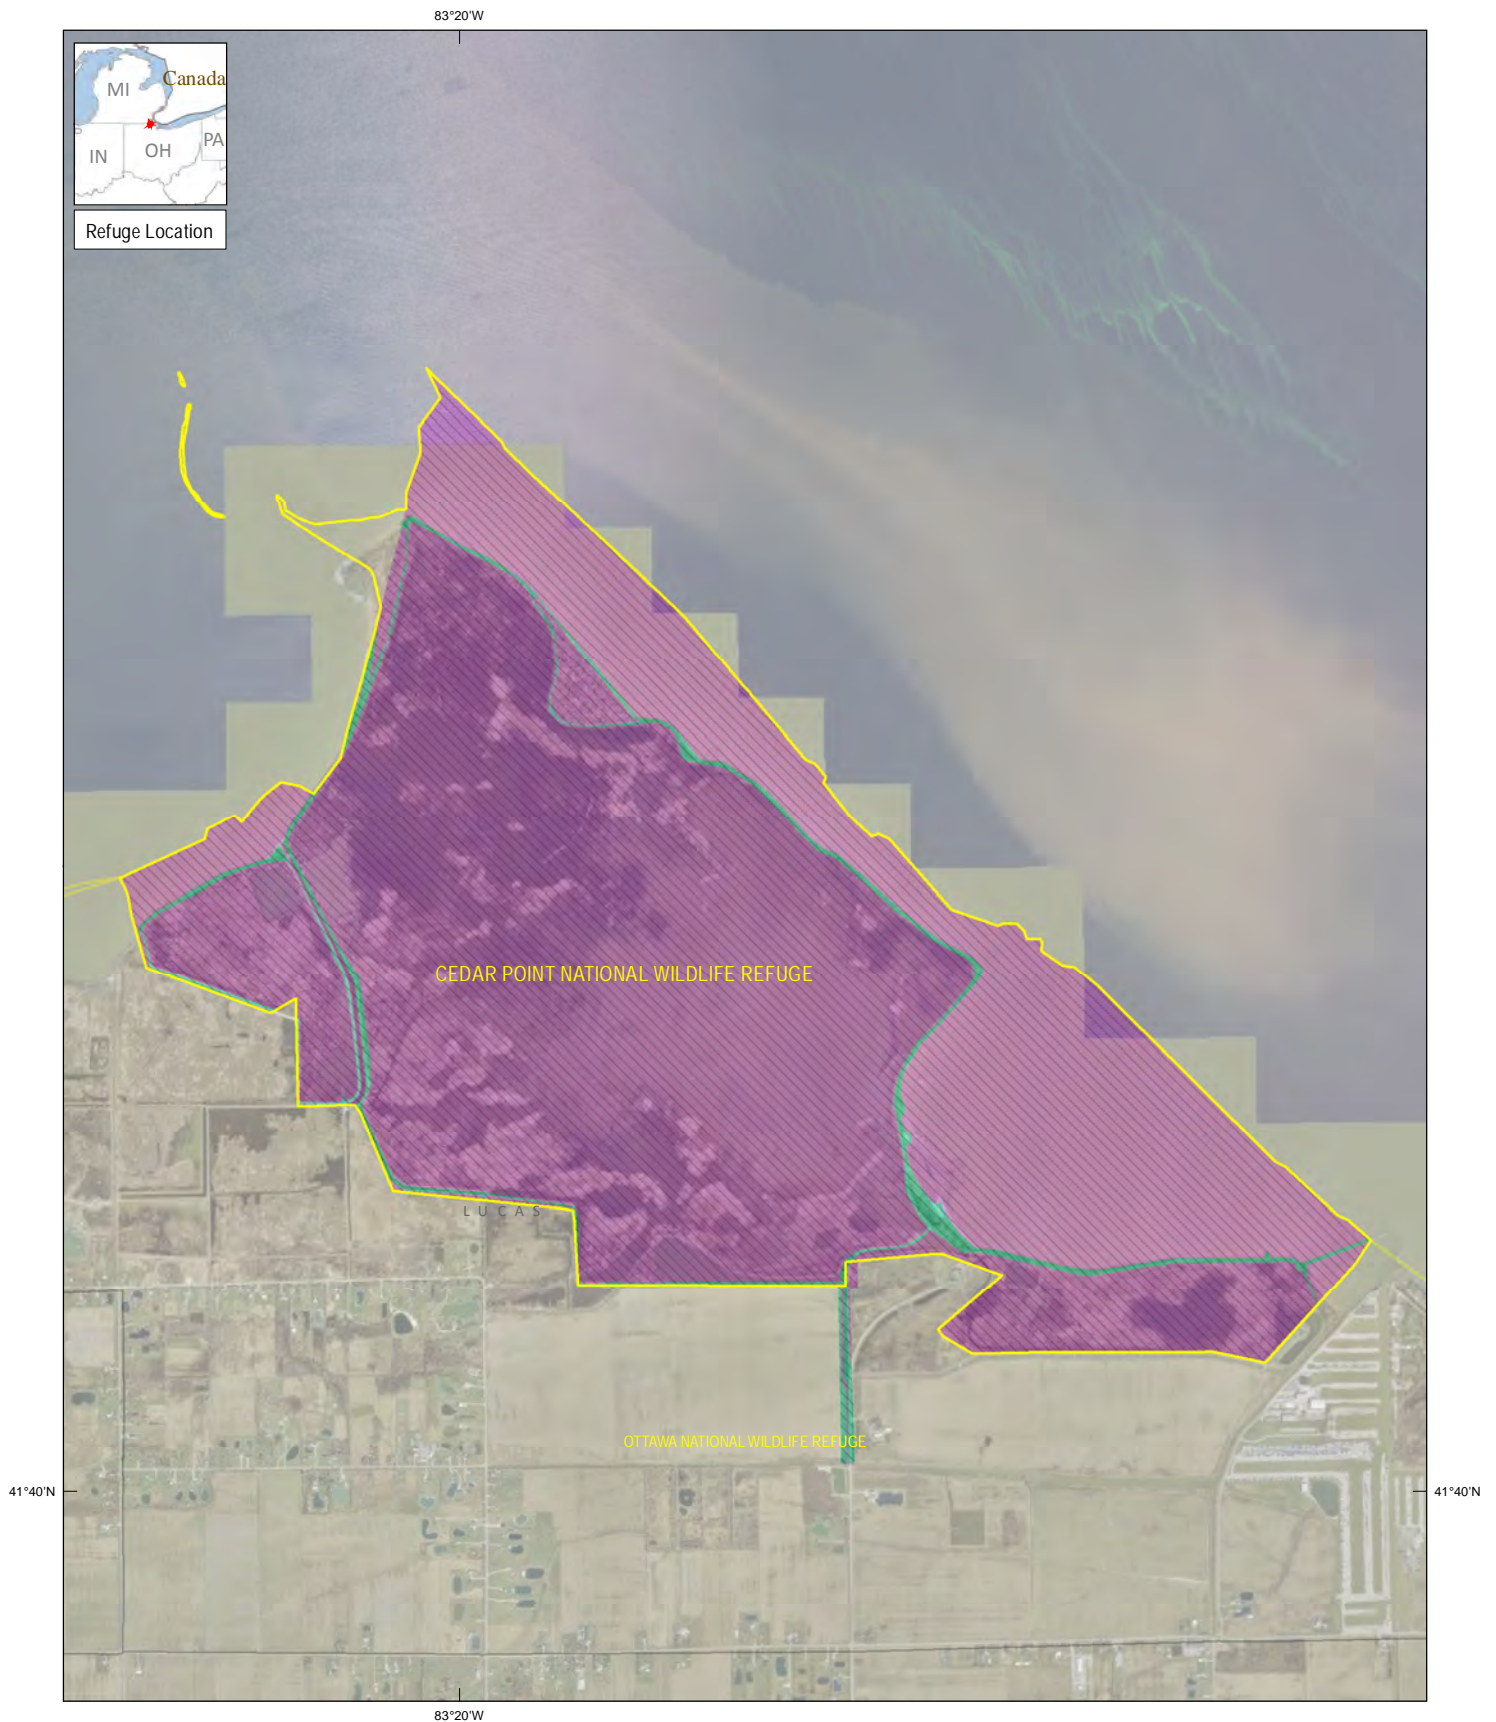 83°20'W
MI
Canada
IN
OH
PA
Refuge Location
CEDAR POINT NATIONAL WILDLIFE REFUGE
LUCAS
OTTAWA NATIONAL WILDLIFE REFUGE
41°40'N
41°40'N
83°20'W